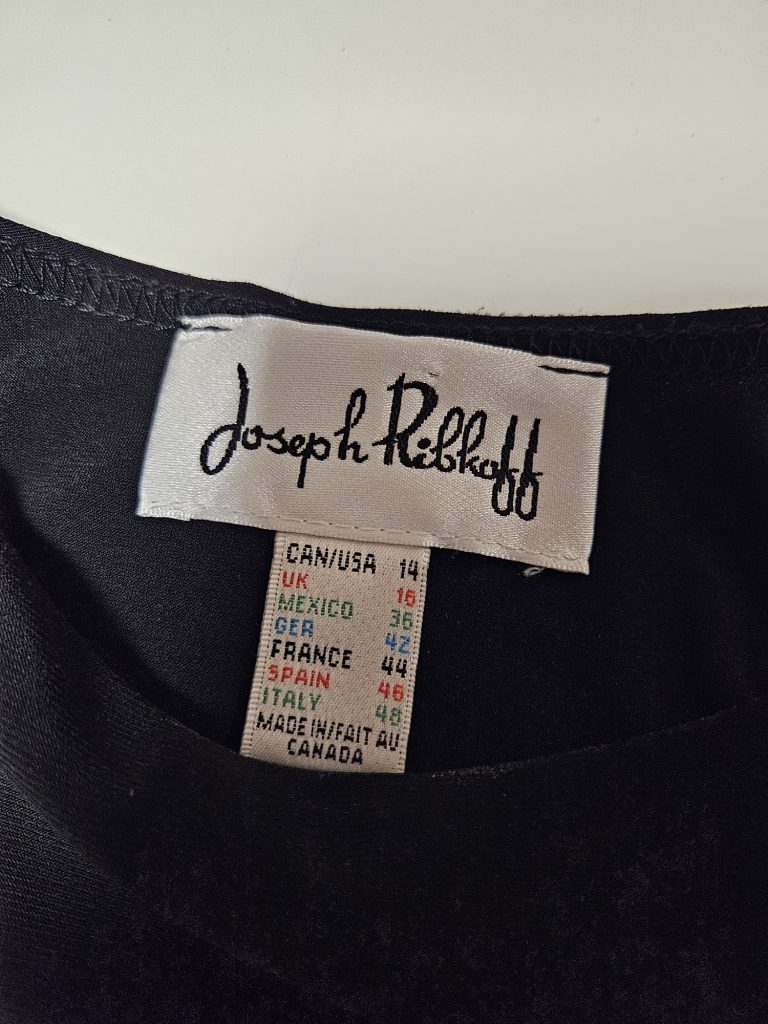 Joseph Ribkoff
CAN/USA 14
UK 16
MEXICO 36
GER 42
FRANCE 44
SPAIN 46
ITALY 48
MADE IN/FAIT AU
CANADA